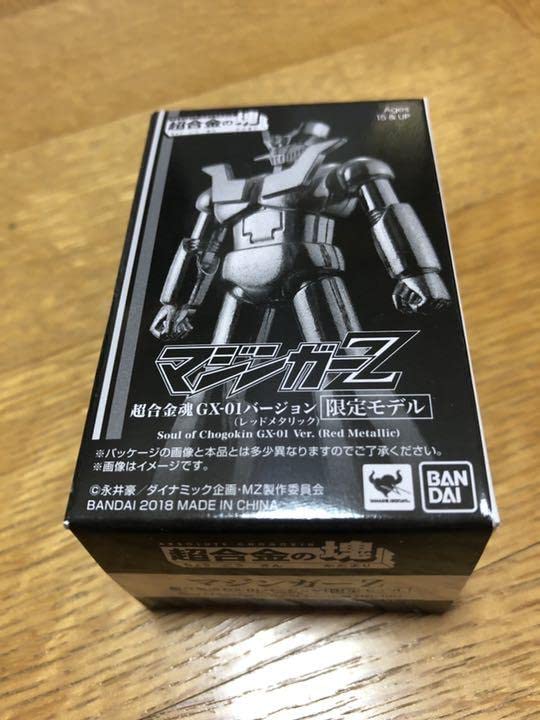 超合金の塊
Ages
15 & UP
マジンガーZ
超合金魂GX-01バージョン 限定モデル
(レッドメタリック)
Soul of Chogokin GX-01 Ver. (Red Metallic)
※パッケージの画像と本品とは多少異なりますのでご了承ください。
※画像はイメージです。
©永井豪/ダイナミック企画・MZ製作委員会
BANDAI 2018 MADE IN CHINA
BAN
DAI
ABSOLUTE CHOGOKIN
超合金の塊
マジンガーZ